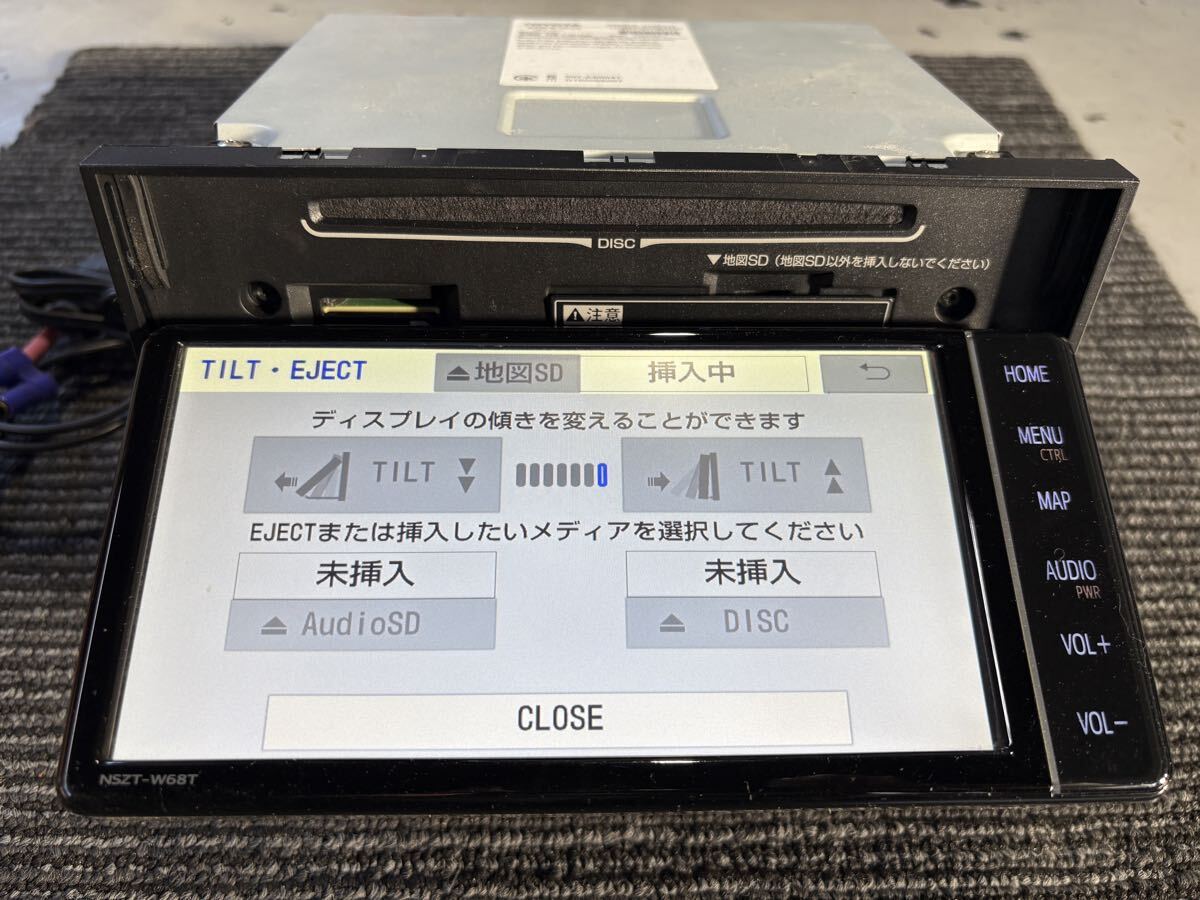 TOYOTA
DISC
▼地図SD（地図SD以外を挿入しないでください）
⚠注意
TILT・EJECT
⏏地図SD
挿入中
ディスプレイの傾きを変えることができます
TILT
TILT
EJECTまたは挿入したいメディアを選択してください
未挿入
未挿入
⏏ AudioSD
⏏ DISC
CLOSE
HOME
MENU
CTRL
MAP
AUDIO
PWR
VOL+
VOL−
NSZT-W68T